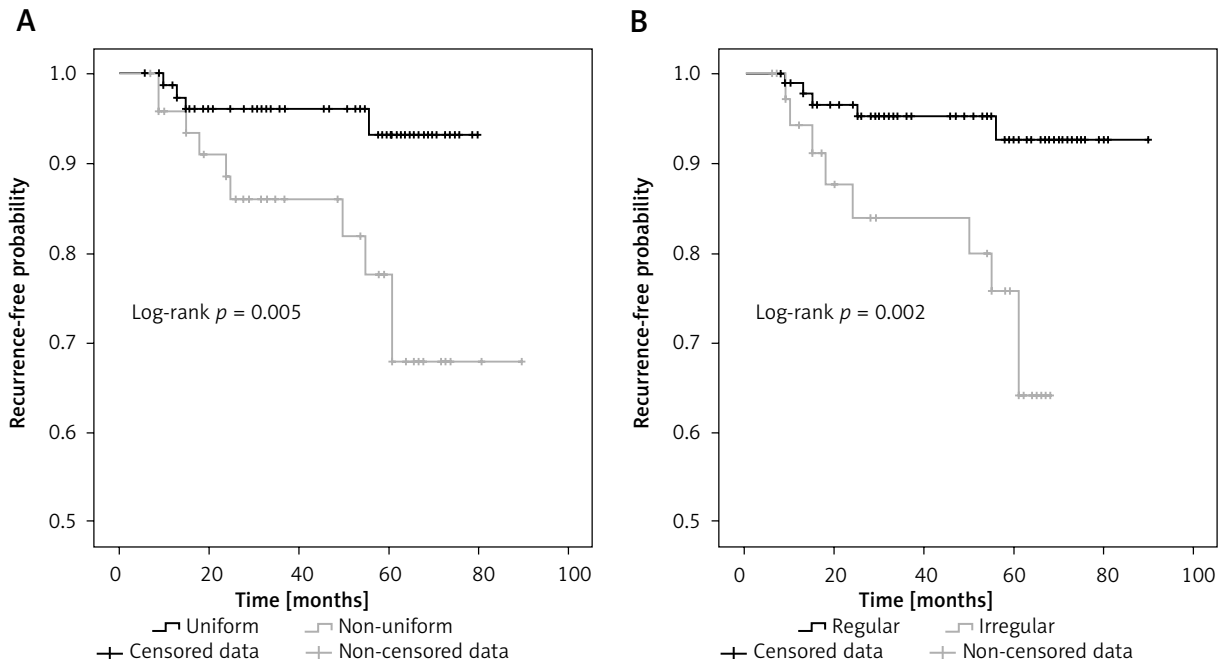 A
Recurrence-free probability
1.0
0.9
0.8
0.7
0.6
0.5
Log-rank p = 0.005
0 20 40 60 80 100
Time [months]
Uniform Non-uniform
Censored data Non-censored data
B
Recurrence-free probability
1.0
0.9
0.8
0.7
0.6
0.5
Log-rank p = 0.002
0 20 40 60 80 100
Time [months]
Regular Irregular
Censored data Non-censored data